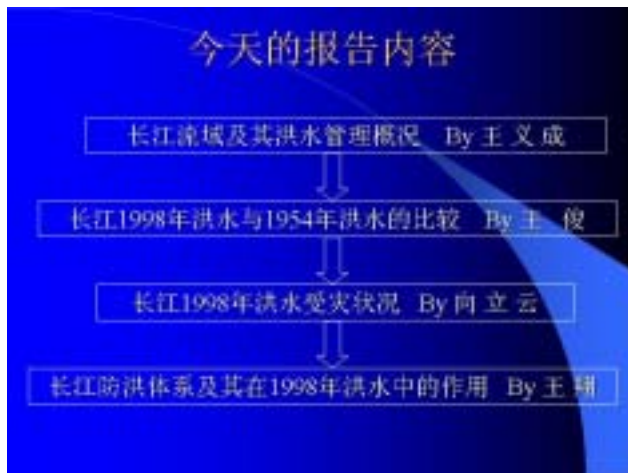 今天的报告内容
长江流域及其洪水管理概况 By 王 义 成
长江1998年洪水与1954年洪水的比较 By 王 俊
长江1998年洪水受灾状况 By 向 立 云
长江防洪体系及其在1998年洪水中的作用 By 王 翔